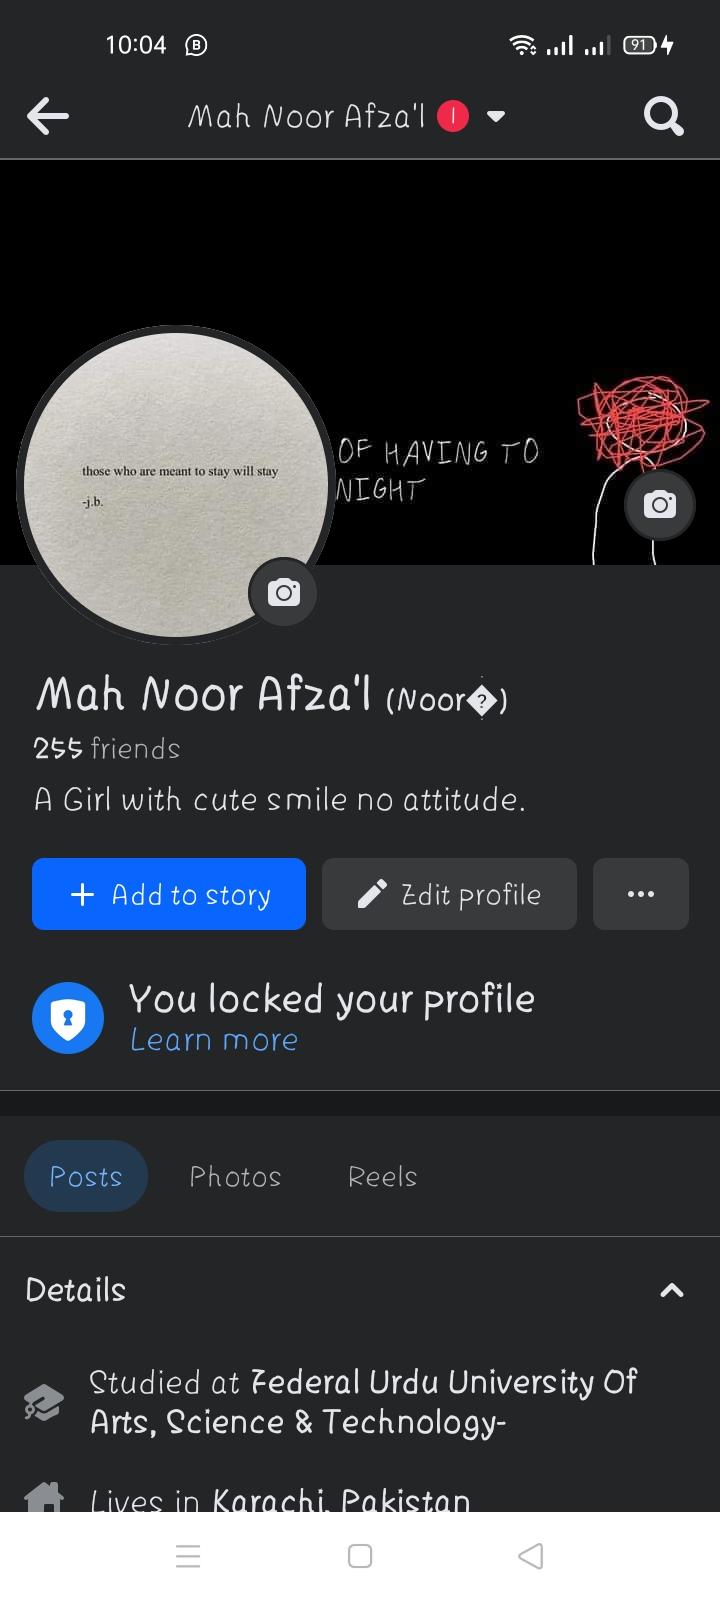 10:04
91
Mah Noor Afza'l 1
OF HAVING TO
NIGHT
those who are meant to stay will stay
-j.b.
Mah Noor Afza'l (Noor�)
255 friends
A Girl with cute smile no attitude.
+ Add to story
Edit profile
You locked your profile
Learn more
Posts
Photos
Reels
Details
Studied at Federal Urdu University Of
Arts, Science & Technology-
Lives in Karachi, Pakistan